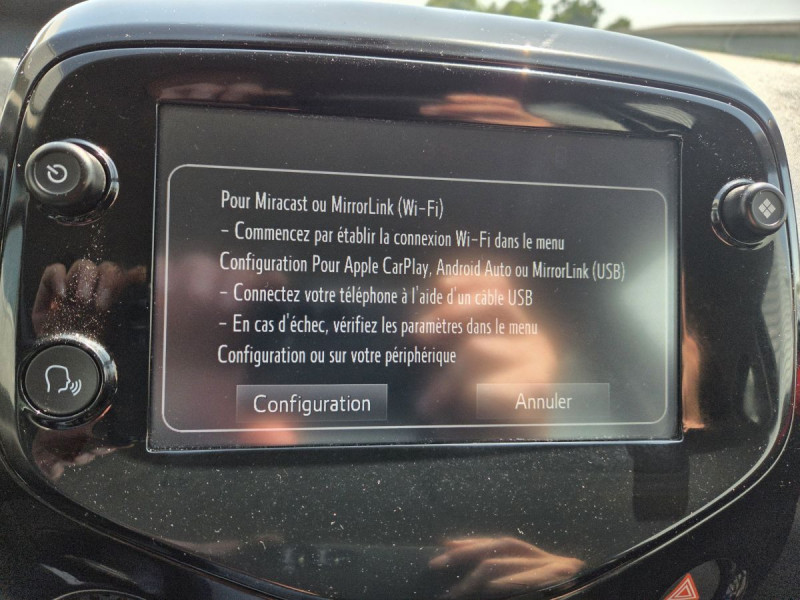 Pour Miracast ou MirrorLink (Wi-Fi)
- Commencez par établir la connexion Wi-Fi dans le menu
Configuration Pour Apple CarPlay, Android Auto ou MirrorLink (USB)
- Connectez votre téléphone à l'aide d'un câble USB
- En cas d'échec, vérifiez les paramètres dans le menu
Configuration ou sur votre périphérique
Configuration Annuler